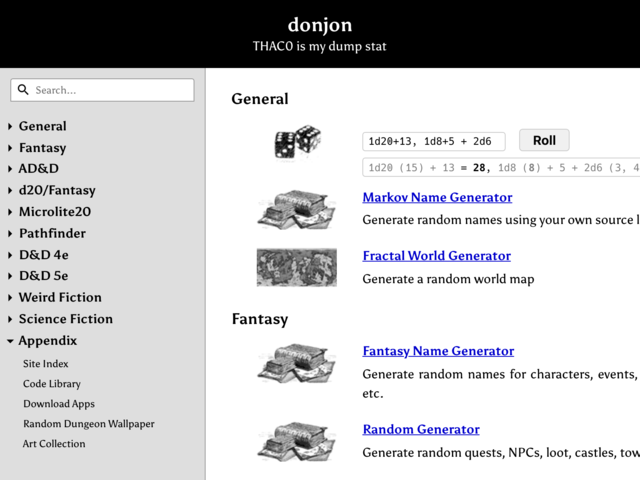 donjon
THAC0 is my dump stat
Search...
General
Fantasy
AD&D
d20/Fantasy
Microlite20
Pathfinder
D&D 4e
D&D 5e
Weird Fiction
Science Fiction
Appendix
Site Index
Code Library
Download Apps
Random Dungeon Wallpaper
Art Collection
General
1d20+13, 1d8+5 + 2d6
Roll
1d20 (15) + 13 = 28, 1d8 (8) + 5 + 2d6 (3, 4
Markov Name Generator
Generate random names using your own source
Fractal World Generator
Generate a random world map
Fantasy
Fantasy Name Generator
Generate random names for characters, events,
etc.
Random Generator
Generate random quests, NPCs, loot, castles,